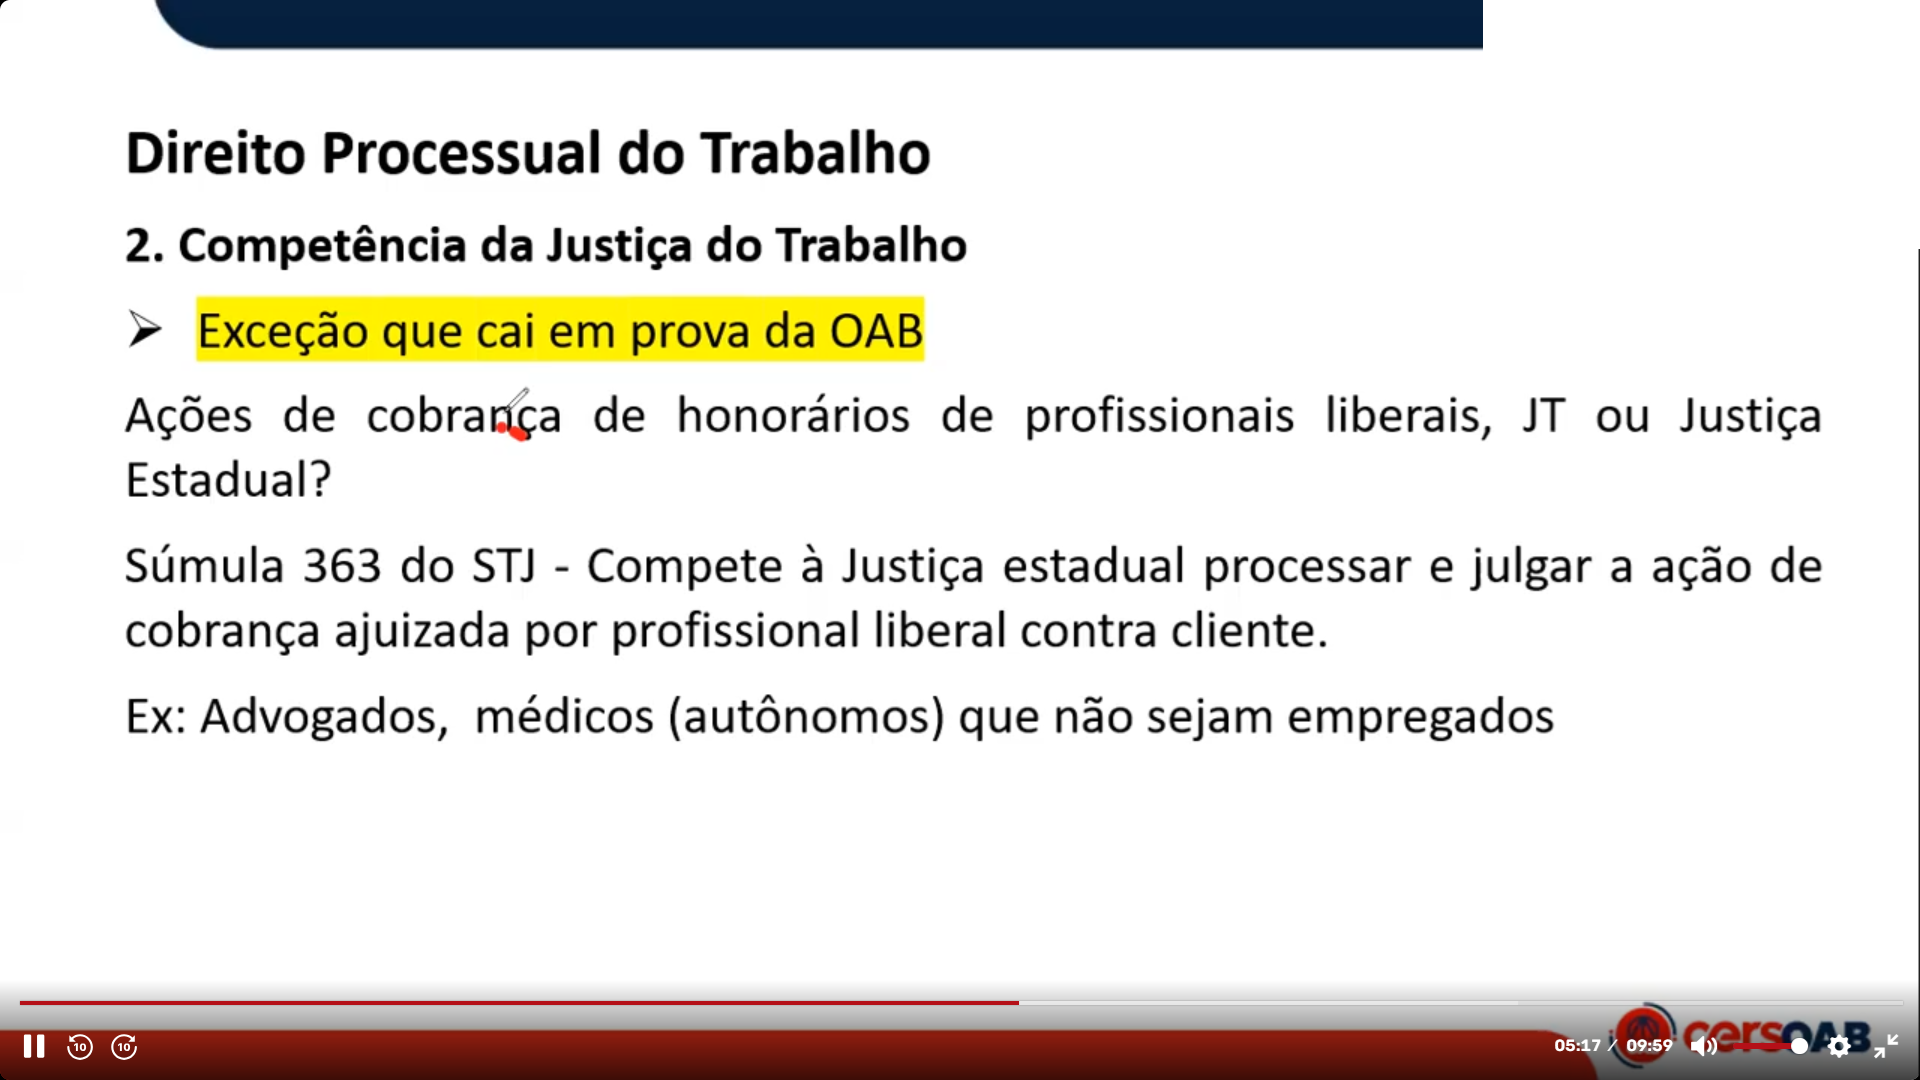 Direito Processual do Trabalho
2. Competência da Justiça do Trabalho
➢ Exceção que cai em prova da OAB
Ações de cobrança de honorários de profissionais liberais, JT ou Justiça
Estadual?
Súmula 363 do STJ - Compete à Justiça estadual processar e julgar a ação de
cobrança ajuizada por profissional liberal contra cliente.
Ex: Advogados, médicos (autônomos) que não sejam empregados
10 10 05:17 / 09:59 cersOAB